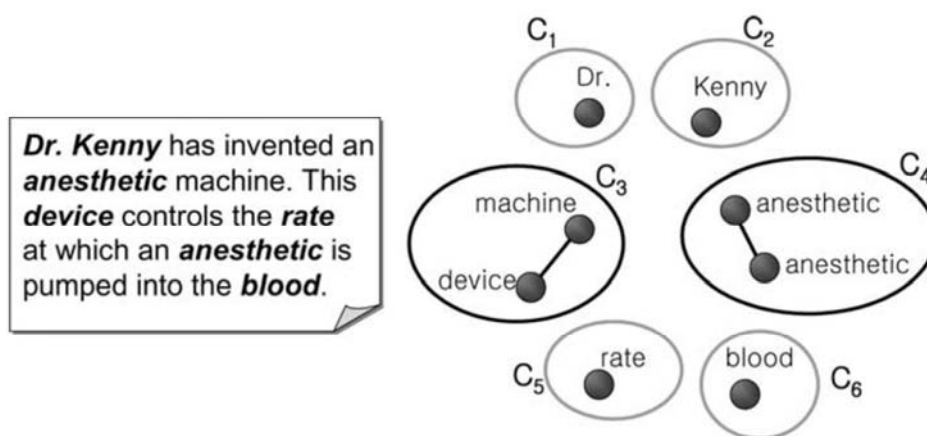 Dr. Kenny has invented an
anesthetic machine. This
device controls the rate
at which an anesthetic is
pumped into the blood.
C1
Dr.
C2
Kenny
C3
machine
device
C4
anesthetic
anesthetic
C5
rate
blood
C6